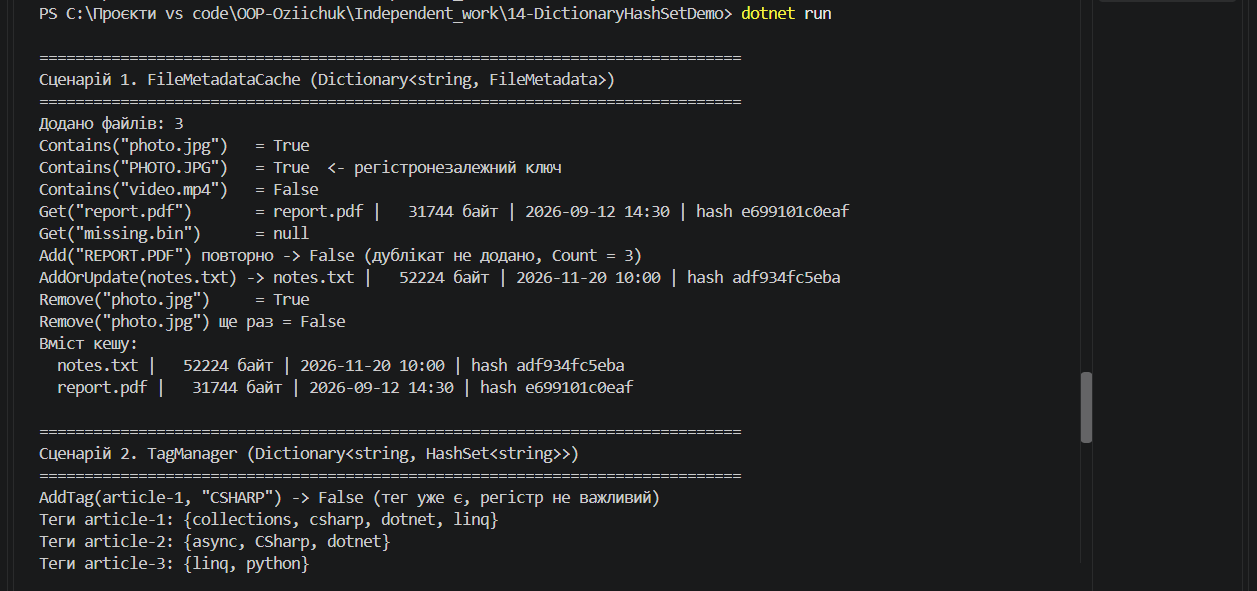 PS C:\Проєкти vs code\OOP-Oziichuk\Independent_work\14-DictionaryHashSetDemo> dotnet run
==============================================================================
Сценарій 1. FileMetadataCache (Dictionary<string, FileMetadata>)
==============================================================================
Додано файлів: 3
Contains("photo.jpg")   = True
Contains("PHOTO.JPG")   = True  <- регістронезалежний ключ
Contains("video.mp4")   = False
Get("report.pdf")       = report.pdf |   31744 байт | 2026-09-12 14:30 | hash e699101c0eaf
Get("missing.bin")      = null
Add("REPORT.PDF") повторно -> False (дублікат не додано, Count = 3)
AddOrUpdate(notes.txt) -> notes.txt |   52224 байт | 2026-11-20 10:00 | hash adf934fc5eba
Remove("photo.jpg")     = True
Remove("photo.jpg") ще раз = False
Вміст кешу:
  notes.txt |   52224 байт | 2026-11-20 10:00 | hash adf934fc5eba
  report.pdf |   31744 байт | 2026-09-12 14:30 | hash e699101c0eaf
==============================================================================
Сценарій 2. TagManager (Dictionary<string, HashSet<string>>)
==============================================================================
AddTag(article-1, "CSHARP") -> False (тег уже є, регістр не важливий)
Теги article-1: {collections, csharp, dotnet, linq}
Теги article-2: {async, CSharp, dotnet}
Теги article-3: {linq, python}